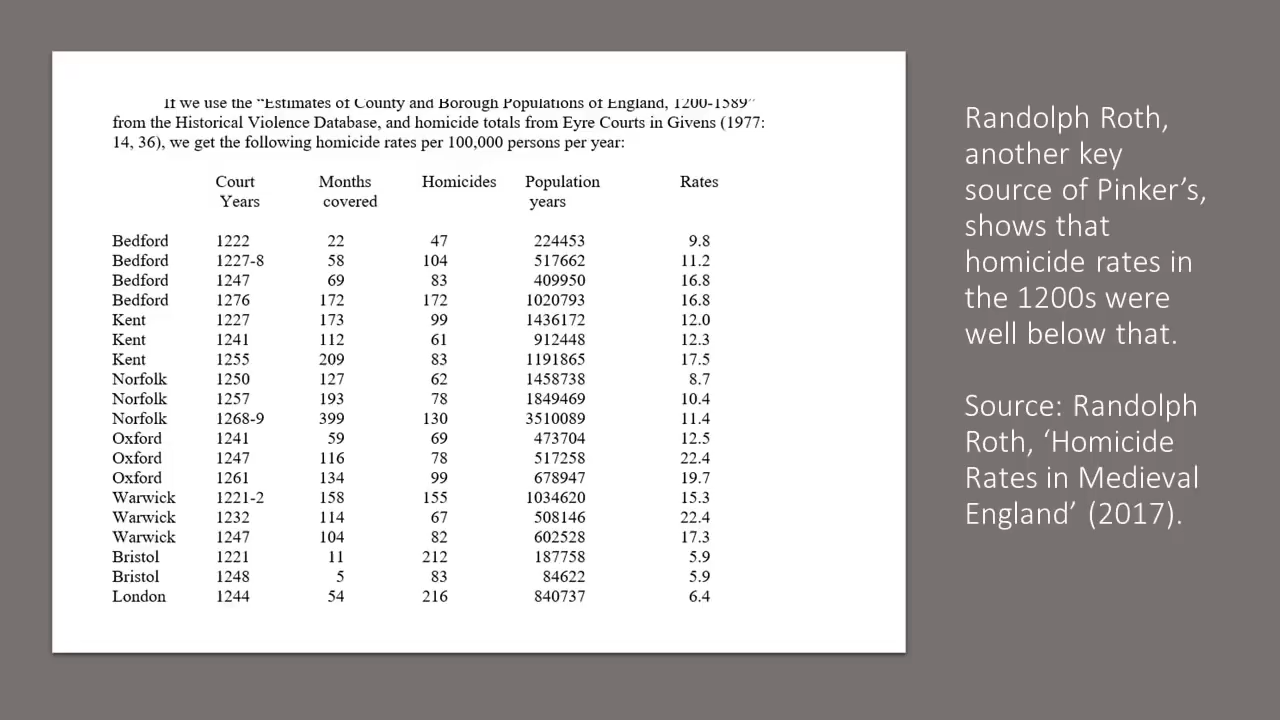 If we use the “Estimates of County and Borough Populations of England, 1200-1589”
from the Historical Violence Database, and homicide totals from Eyre Courts in Givens (1977:
14, 36), we get the following homicide rates per 100,000 persons per year:
Court Months Homicides Population Rates
Years covered years
Bedford 1222 22 47 224453 9.8
Bedford 1227-8 58 104 517662 11.2
Bedford 1247 69 83 409950 16.8
Bedford 1276 172 172 1020793 16.8
Kent 1227 173 99 1436172 12.0
Kent 1241 112 61 912448 12.3
Kent 1255 209 83 1191865 17.5
Norfolk 1250 127 62 1458738 8.7
Norfolk 1257 193 78 1849469 10.4
Norfolk 1268-9 399 130 3510089 11.4
Oxford 1241 59 69 473704 12.5
Oxford 1247 116 78 517258 22.4
Oxford 1261 134 99 678947 19.7
Warwick 1221-2 158 155 1034620 15.3
Warwick 1232 114 67 508146 22.4
Warwick 1247 104 82 602528 17.3
Bristol 1221 11 212 187758 5.9
Bristol 1248 5 83 84622 5.9
London 1244 54 216 840737 6.4
Randolph Roth,
another key
source of Pinker’s,
shows that
homicide rates in
the 1200s were
well below that.
Source: Randolph
Roth, ‘Homicide
Rates in Medieval
England’ (2017).